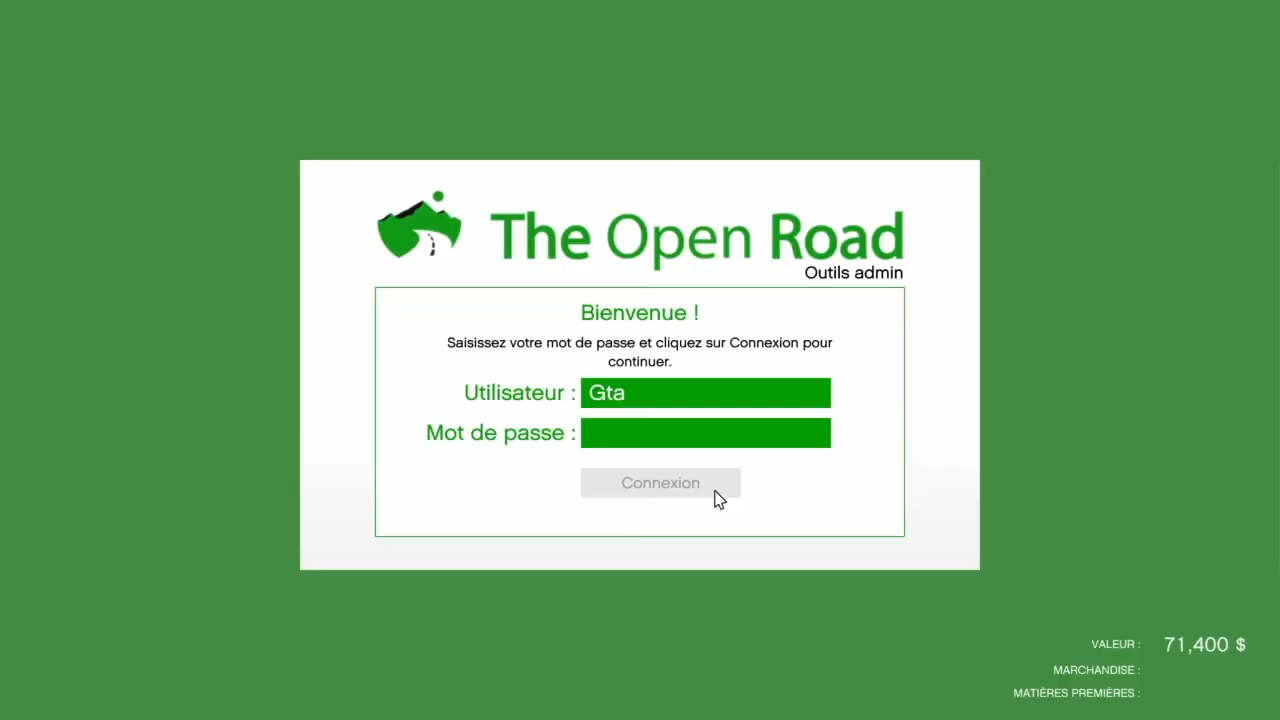 The Open Road
Outils admin
Bienvenue !
Saisissez votre mot de passe et cliquez sur Connexion pour
continuer.
Utilisateur : Gta
Mot de passe :
Connexion
VALEUR : 71,400 $
MARCHANDISE :
MATIÈRES PREMIÈRES :